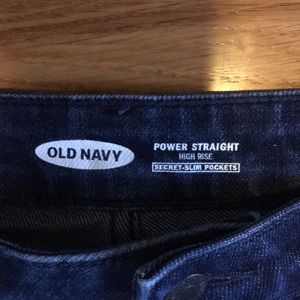 OLD NAVY
POWER STRAIGHT
HIGH RISE
SECRET-SLIM POCKETS